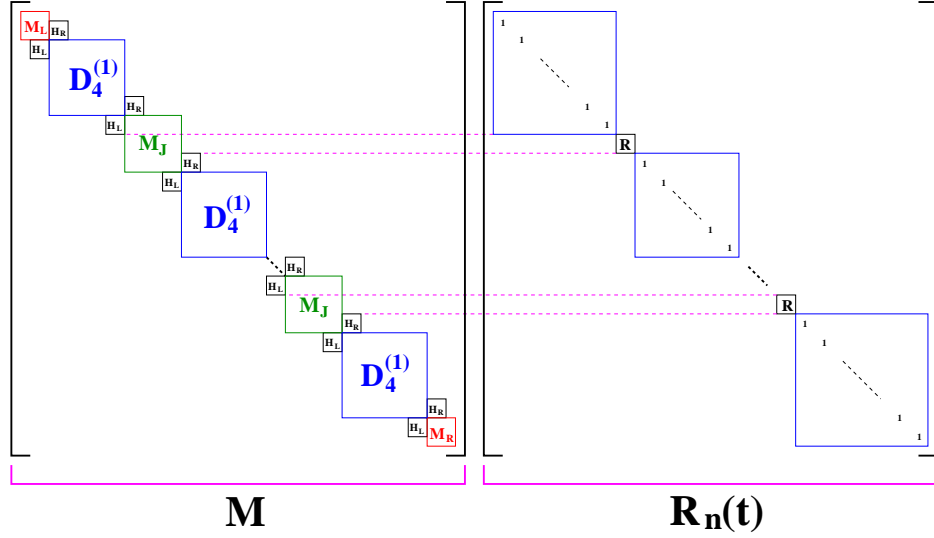 M_L H_R
H_L
D_4^(1)
H_R
H_L
M_J
H_R
H_L
D_4^(1)
H_R
H_L
M_J
H_R
H_L
D_4^(1)
H_R
H_L
M_R
M
1
1
1
1
R
1
1
1
1
R
1
1
1
1
R_n(t)